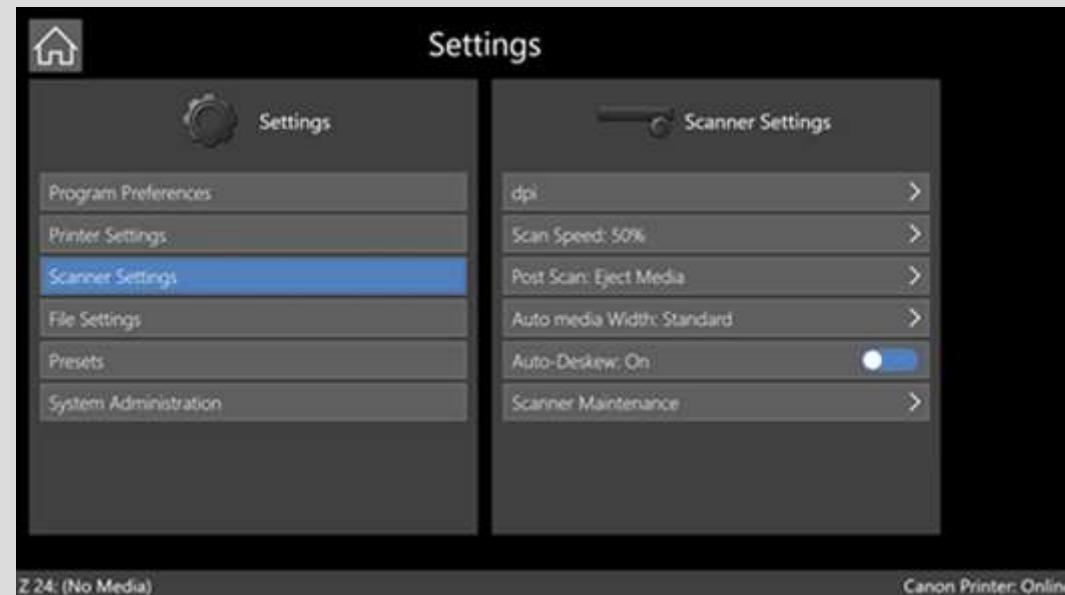 Settings
Settings
Program Preferences
Printer Settings
Scanner Settings
File Settings
Presets
System Administration
Scanner Settings
dpi
Scan Speed: 50%
Post Scan: Eject Media
Auto media Width: Standard
Auto-Deskew: On
Scanner Maintenance
Z 24: (No Media)
Canon Printer: Online